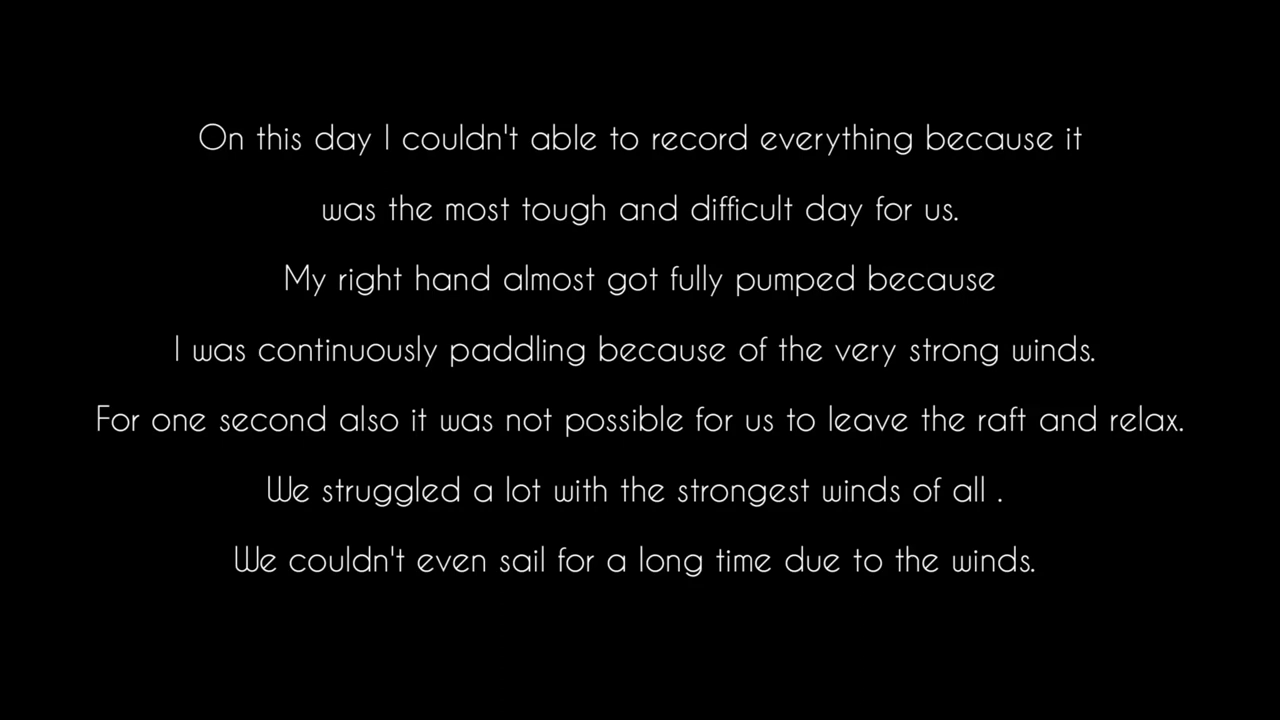 On this day I couldn't able to record everything because it
was the most tough and difficult day for us.
My right hand almost got fully pumped because
I was continuously paddling because of the very strong winds.
For one second also it was not possible for us to leave the raft and relax.
We struggled a lot with the strongest winds of all .
We couldn't even sail for a long time due to the winds.